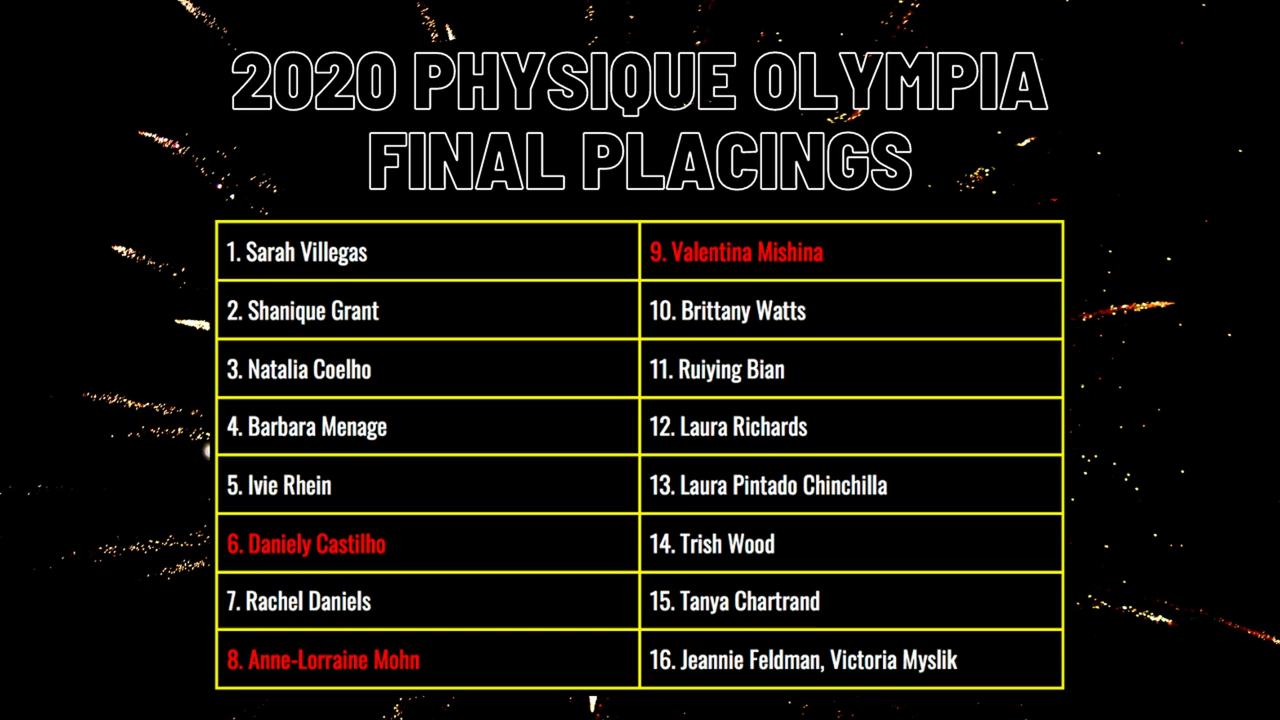 2020 PHYSIQUE OLYMPIA
FINAL PLACINGS
1. Sarah Villegas
2. Shanique Grant
3. Natalia Coelho
4. Barbara Menage
5. Ivie Rhein
6. Daniely Castilho
7. Rachel Daniels
8. Anne-Lorraine Mohn
9. Valentina Mishina
10. Brittany Watts
11. Ruiying Bian
12. Laura Richards
13. Laura Pintado Chinchilla
14. Trish Wood
15. Tanya Chartrand
16. Jeannie Feldman, Victoria Myslik